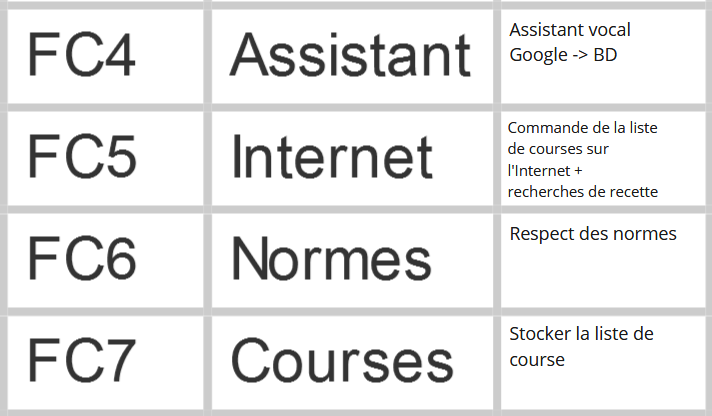 FC4
Assistant
Assistant vocal
Google -> BD
FC5
Internet
Commande de la liste
de courses sur
l'Internet +
recherches de recette
FC6
Normes
Respect des normes
FC7
Courses
Stocker la liste de
course